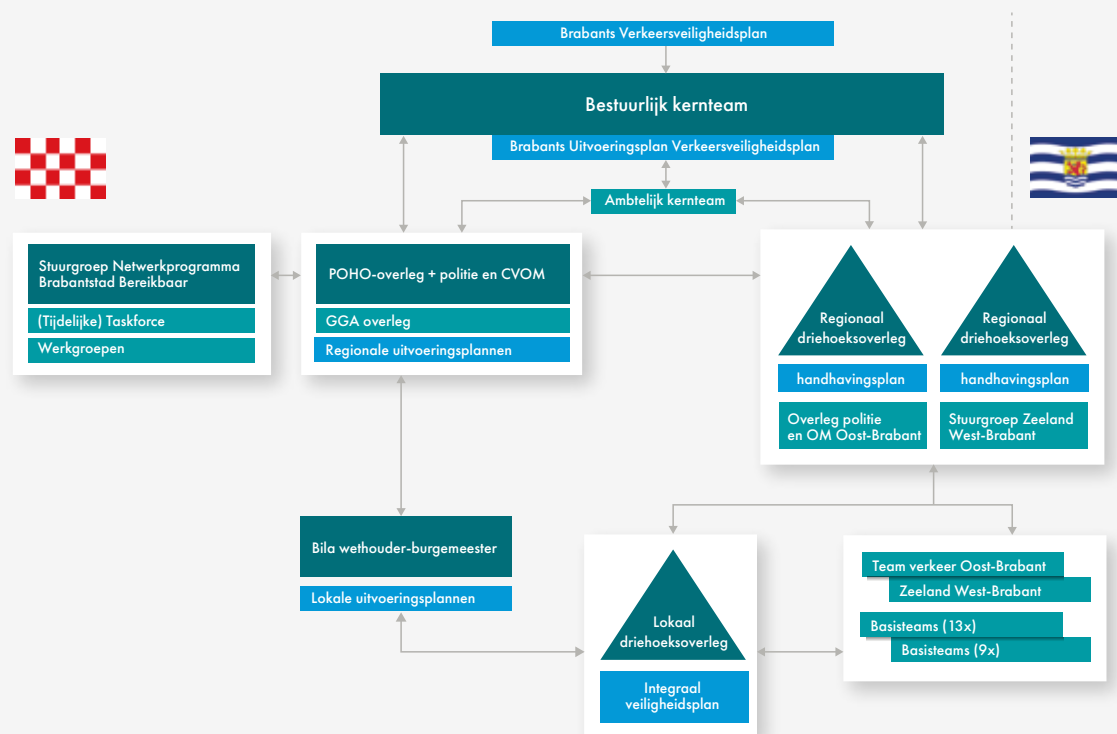 Brabants Verkeersveiligheidsplan
Bestuurlijk kernteam
Brabants Uitvoeringsplan Verkeersveiligheidsplan
Ambtelijk kernteam
Stuurgroep Netwerkprogramma
Brabantstad Bereikbaar
(Tijdelijke) Taskforce
Werkgroepen
POHO-overleg + politie en CVOM
GGA overleg
Regionale uitvoeringsplannen
Regionaal
driehoeksoverleg
handhavingsplan
Overleg politie
en OM Oost-Brabant
Regionaal
driehoeksoverleg
handhavingsplan
Stuurgroep Zeeland
West-Brabant
Bila wethouder-burgemeester
Lokale uitvoeringsplannen
Lokaal
driehoeksoverleg
Integraal
veiligheidsplan
Team verkeer Oost-Brabant
Zeeland West-Brabant
Basisteams (13x)
Basisteams (9x)